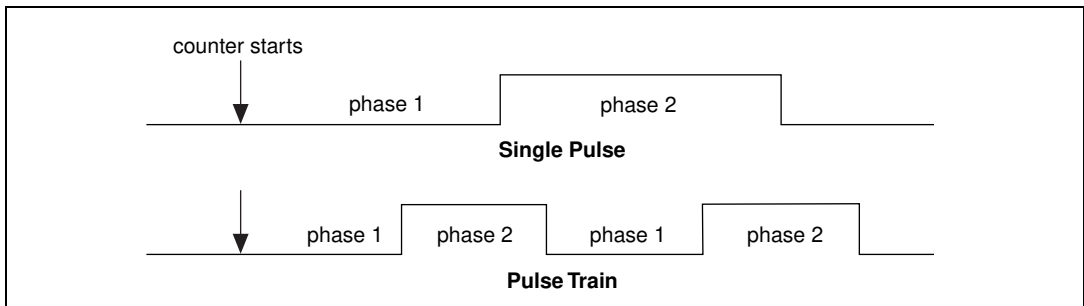 counter starts
phase 1 phase 2
Single Pulse
phase 1 phase 2 phase 1 phase 2
Pulse Train